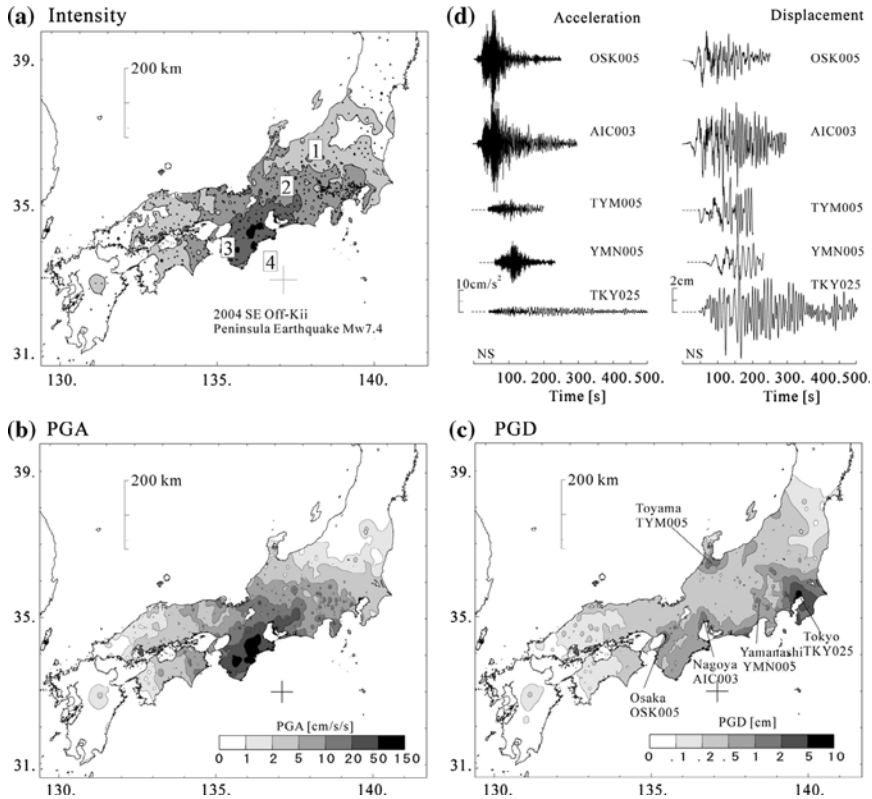 (a) Intensity
39.
35.
31.
200 km
1
2
3
4
2004 SE Off-Kii
Peninsula Earthquake Mw7.4
130. 135. 140.
(d) Acceleration Displacement
OSK005 OSK005
AIC003 AIC003
TYM005 TYM005
YMN005 YMN005
10cm/s² TKY025 2cm TKY025
NS NS
100. 200. 300. 400. 500. 100. 200. 300. 400. 500.
Time [s] Time [s]
(b) PGA
39.
35.
31.
200 km
PGA [cm/s/s]
0 1 2 5 10 20 50 150
130. 135. 140.
(c) PGD
39.
35.
31.
200 km
Toyama
TYM005
Tokyo
TKY025
Yamanashi
YMN005
Nagoya
AIC003
Osaka
OSK005
PGD [cm]
0 .1 .2 .5 1 2 5 10
130. 135. 140.